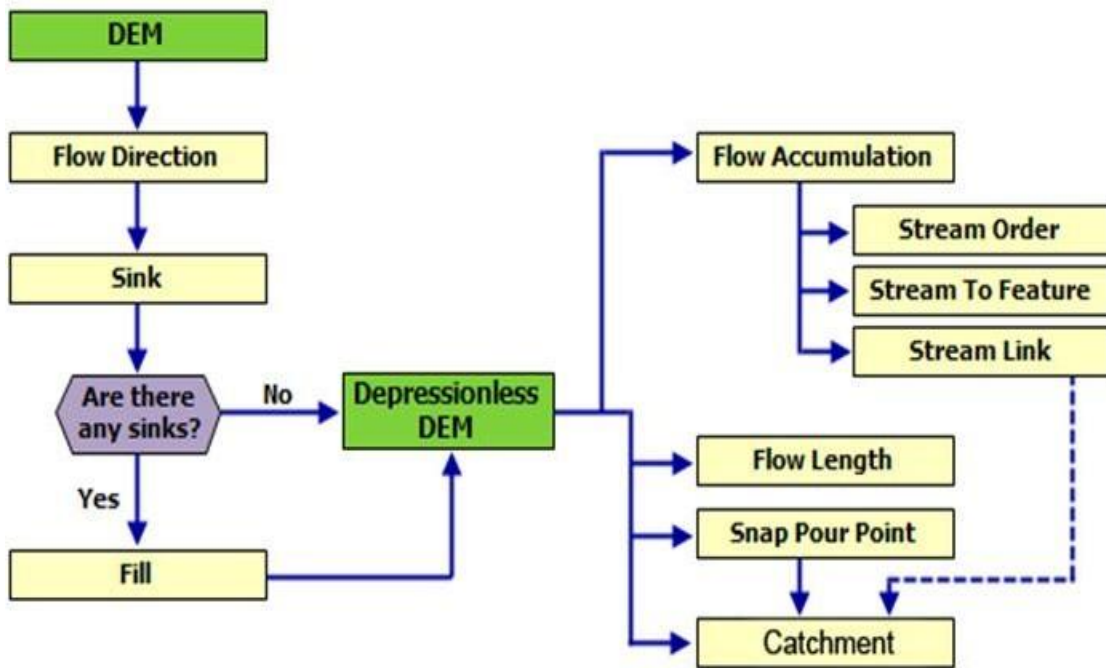 DEM
Flow Direction
Sink
Are there
any sinks?
No
Yes
Fill
Depressionless
DEM
Flow Accumulation
Stream Order
Stream To Feature
Stream Link
Flow Length
Snap Pour Point
Catchment